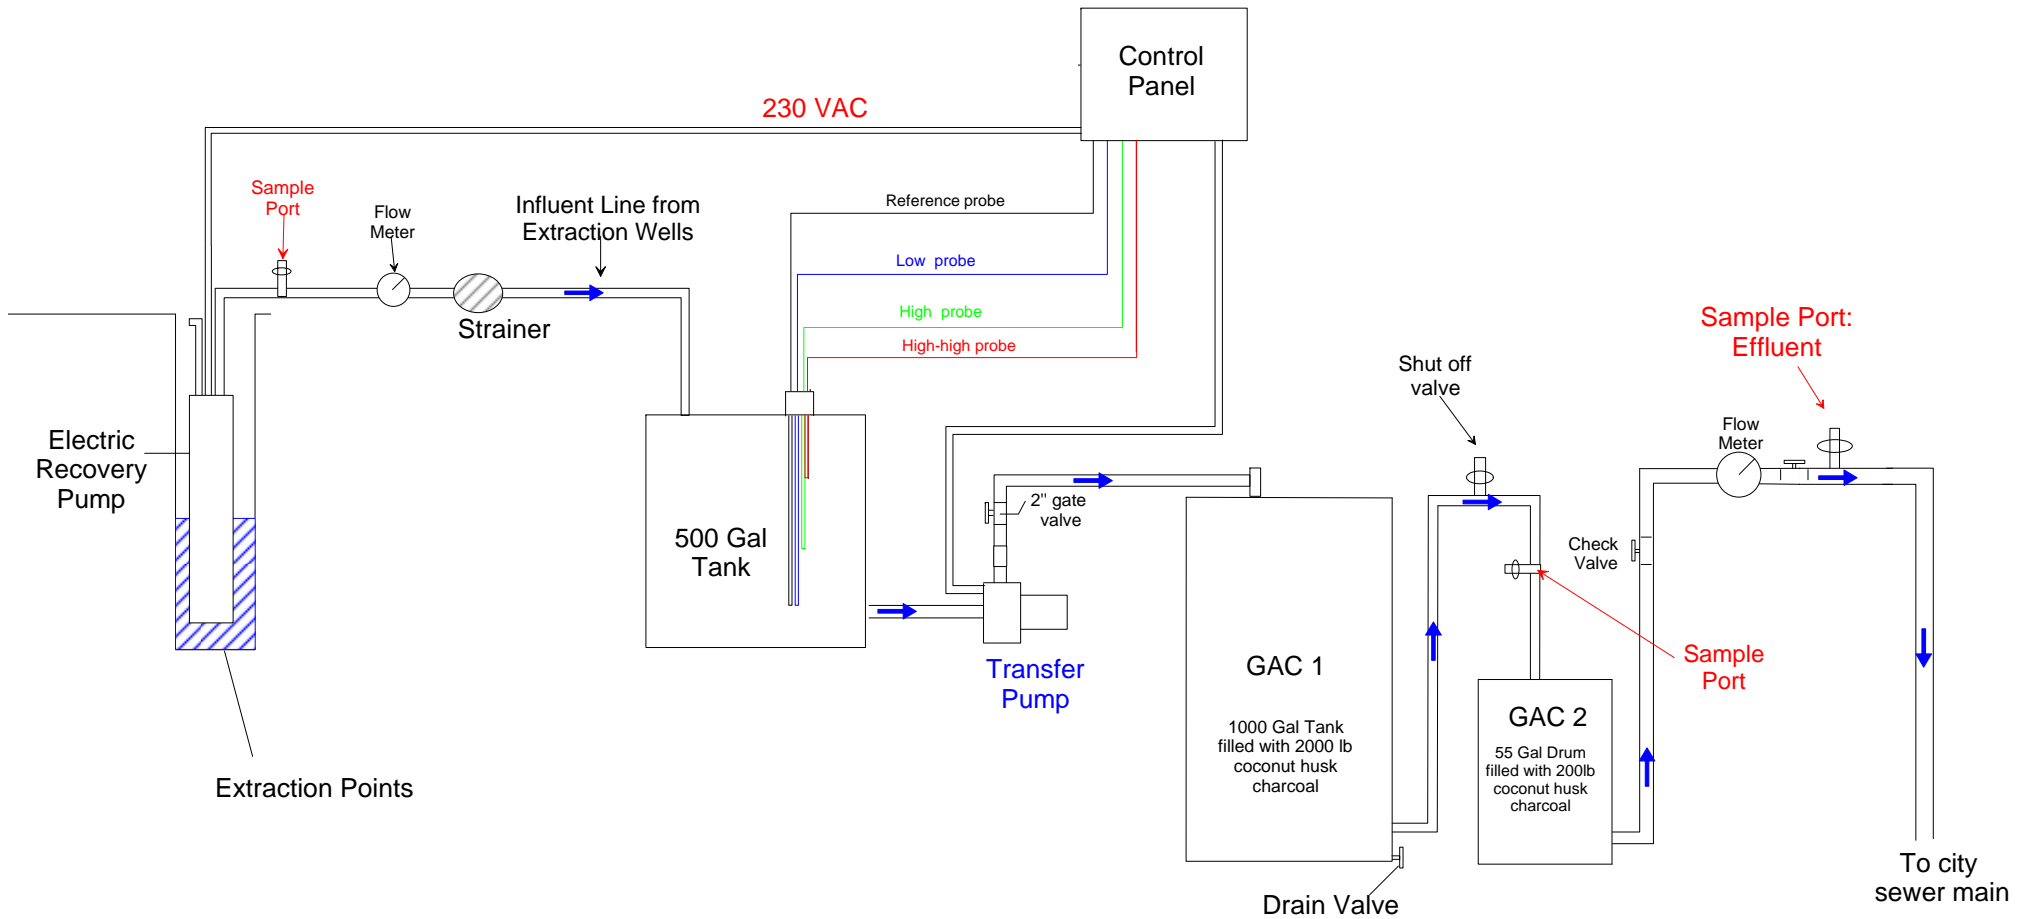 Control
Panel
230 VAC
Sample
Port
Flow
Meter
Influent Line from
Extraction Wells
Reference probe
Low  probe
High  probe
High-high probe
Strainer
Electric
Recovery
Pump
500 Gal
Tank
2" gate
valve
Transfer
Pump
Extraction Points
GAC 1
1000 Gal Tank
filled with 2000 lb
coconut husk
charcoal
Drain Valve
Shut off
valve
Sample Port:
Effluent
Flow
Meter
Check
Valve
Sample
Port
GAC 2
55 Gal Drum
filled with 200lb
coconut husk
charcoal
To city
sewer main